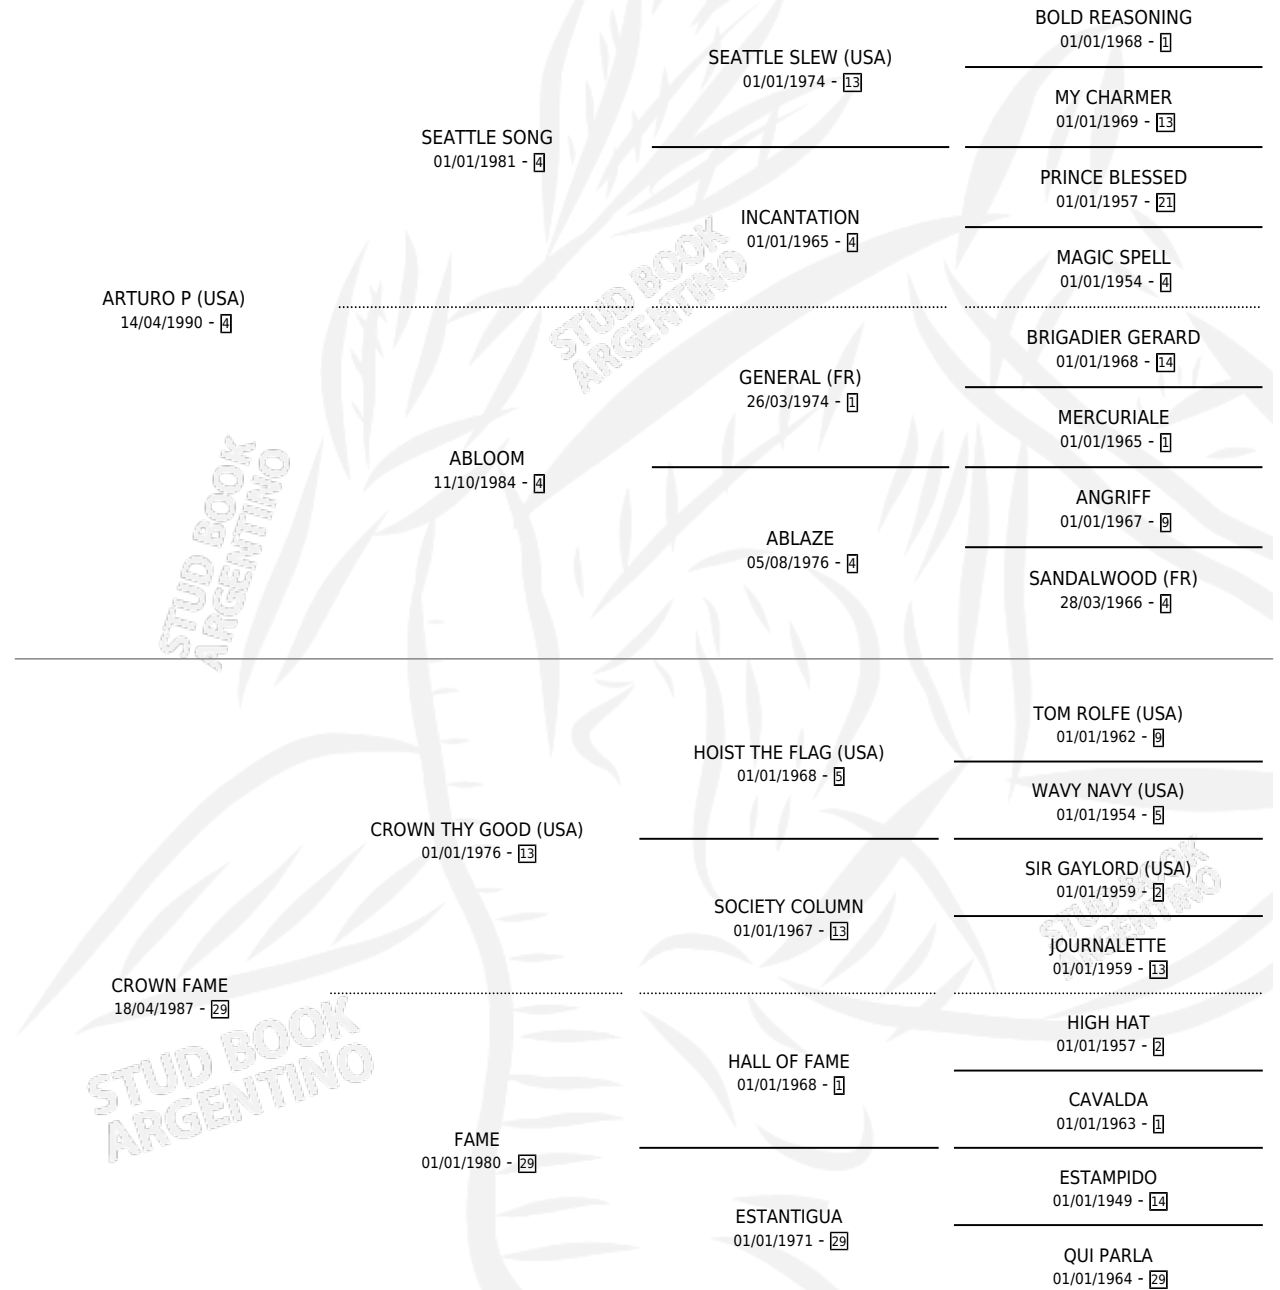 BOLD REASONING
01/01/1968 - 1
SEATTLE SLEW (USA)
01/01/1974 - 13
MY CHARMER
01/01/1969 - 13
SEATTLE SONG
01/01/1981 - 4
PRINCE BLESSED
01/01/1957 - 21
INCANTATION
01/01/1965 - 4
MAGIC SPELL
01/01/1954 - 4
ARTURO P (USA)
14/04/1990 - 4
STUD BOOK
ARGENTINO
BRIGADIER GERARD
01/01/1968 - 14
GENERAL (FR)
26/03/1974 - 1
MERCURIALE
01/01/1965 - 1
ABLOOM
11/10/1984 - 4
ANGRIFF
01/01/1967 - 9
ABLAZE
05/08/1976 - 4
SANDALWOOD (FR)
28/03/1966 - 4
STUD BOOK
ARGENTINO
TOM ROLFE (USA)
01/01/1962 - 9
HOIST THE FLAG (USA)
01/01/1968 - 5
WAVY NAVY (USA)
01/01/1954 - 5
CROWN THY GOOD (USA)
01/01/1976 - 13
SIR GAYLORD (USA)
01/01/1959 - 2
SOCIETY COLUMN
01/01/1967 - 13
STUD BOOK
ARGENTINO
JOURNALETTE
01/01/1959 - 13
CROWN FAME
18/04/1987 - 29
STUD BOOK
ARGENTINO
HIGH HAT
01/01/1957 - 2
HALL OF FAME
01/01/1968 - 1
CAVALDA
01/01/1963 - 1
FAME
01/01/1980 - 29
ESTAMPIDO
01/01/1949 - 14
ESTANTIGUA
01/01/1971 - 29
QUI PARLA
01/01/1964 - 29